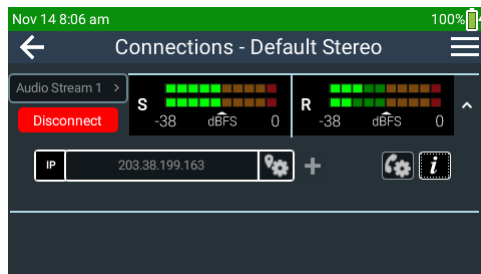 Nov 14 8:06 am 100%
Connections - Default Stereo
Audio Stream 1 >
Disconnect
S -38 dBFS 0
R -38 dBFS 0
IP 203.38.199.163
i